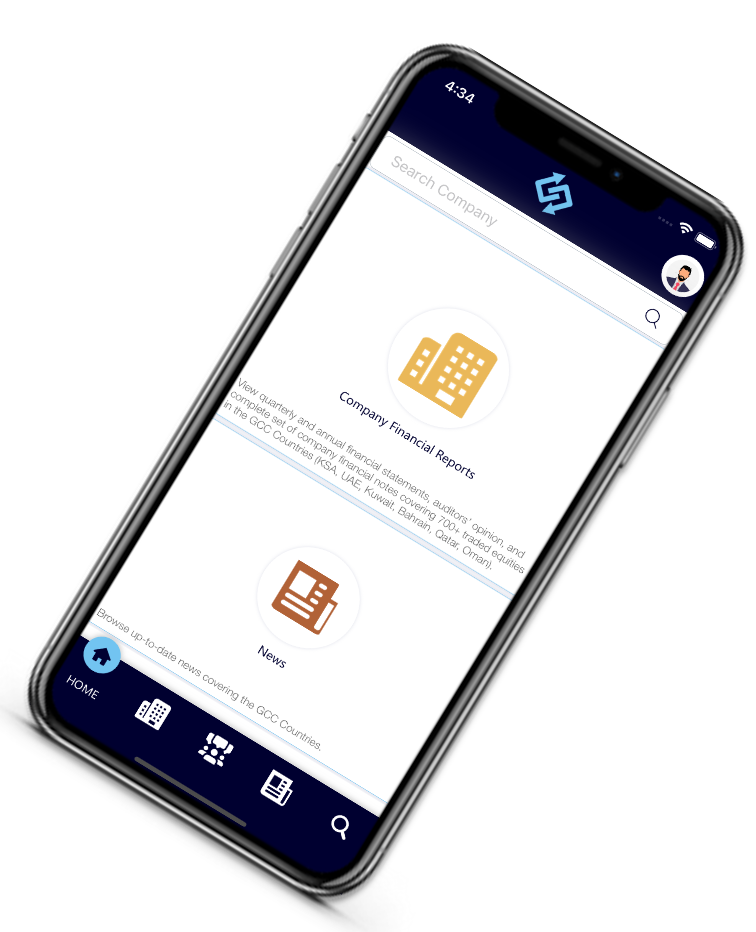 4:34
Search Company
Company Financial Reports
View quarterly and annual financial statements, auditors' opinion, and
complete set of company financial notes covering 700+ traded equities
in the GCC Countries (KSA, UAE, Kuwait, Bahrain, Qatar, Oman).
News
Browse up-to-date news covering the GCC Countries.
HOME